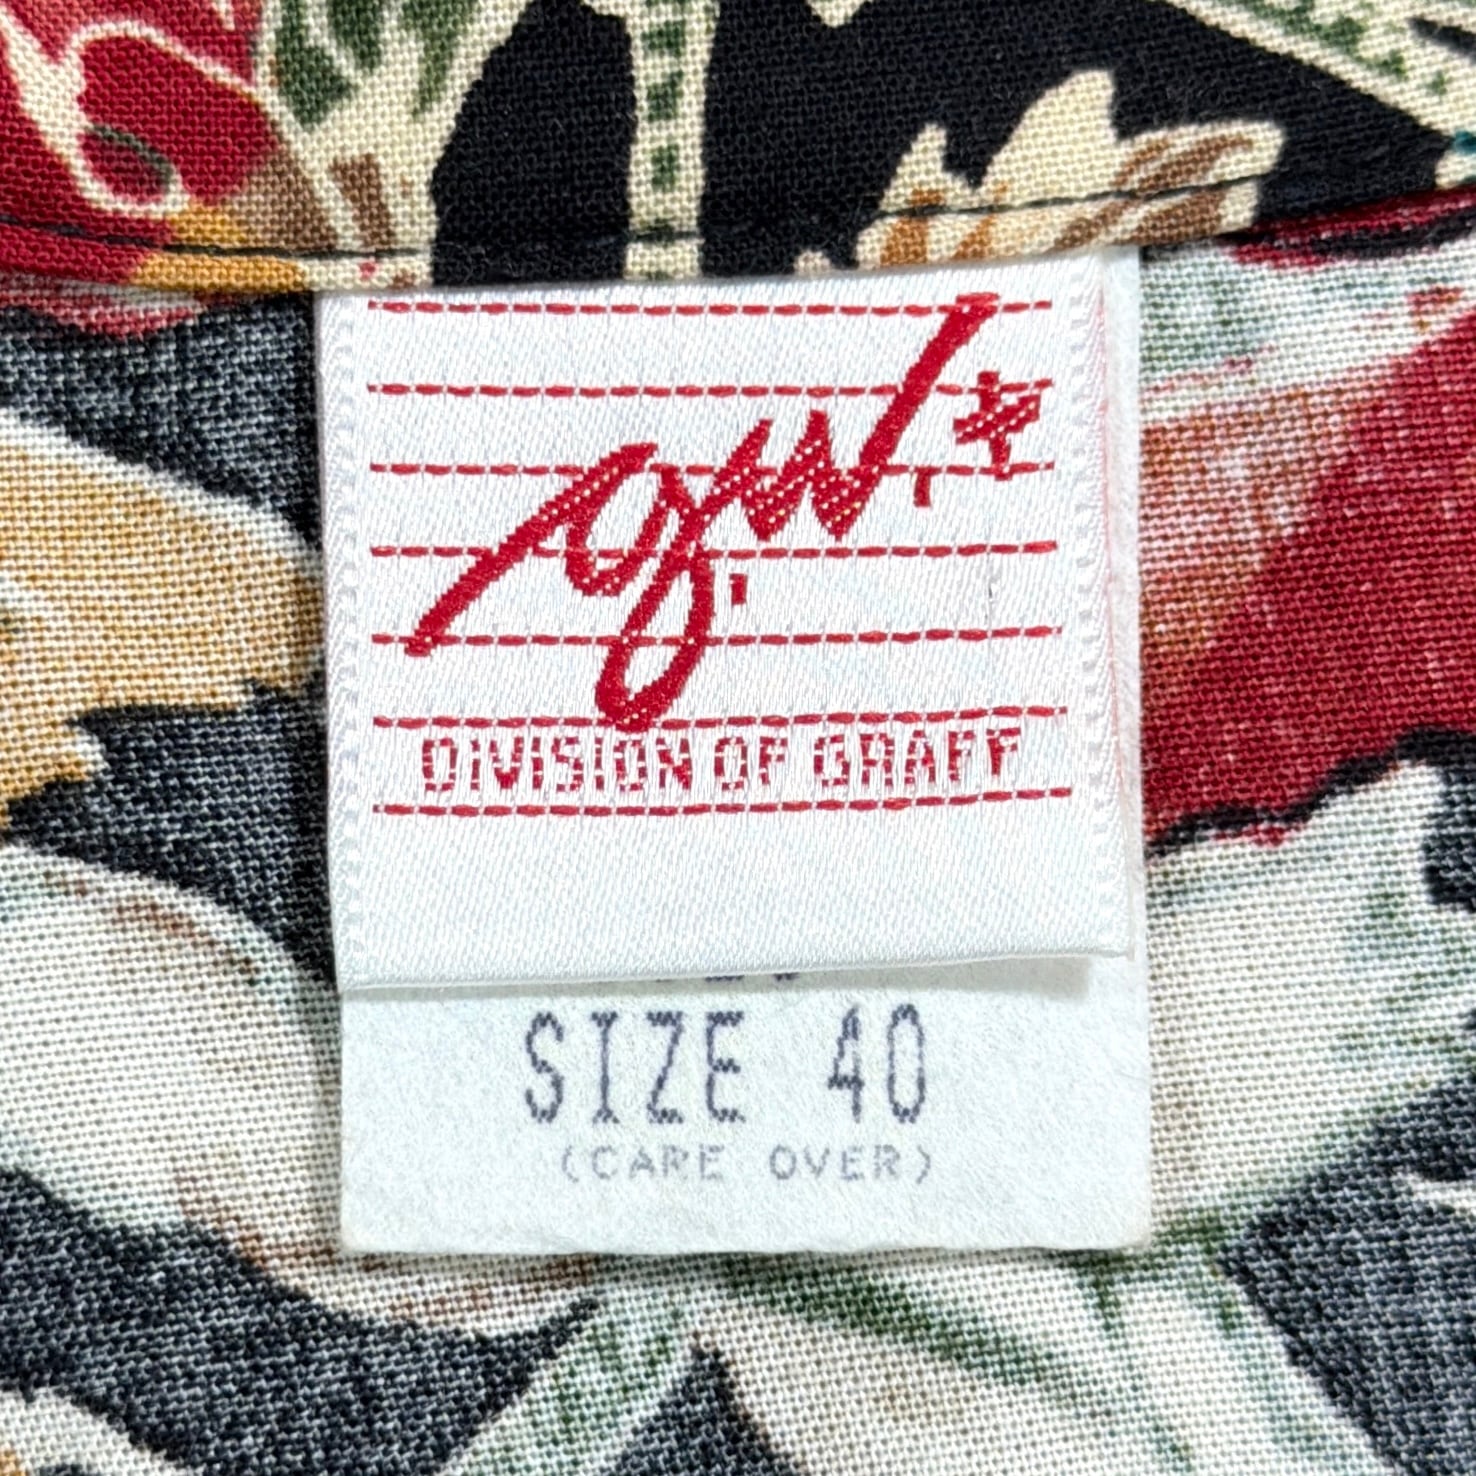 DIVISION OF GRAFF
SIZE 40
(CARE OVER)